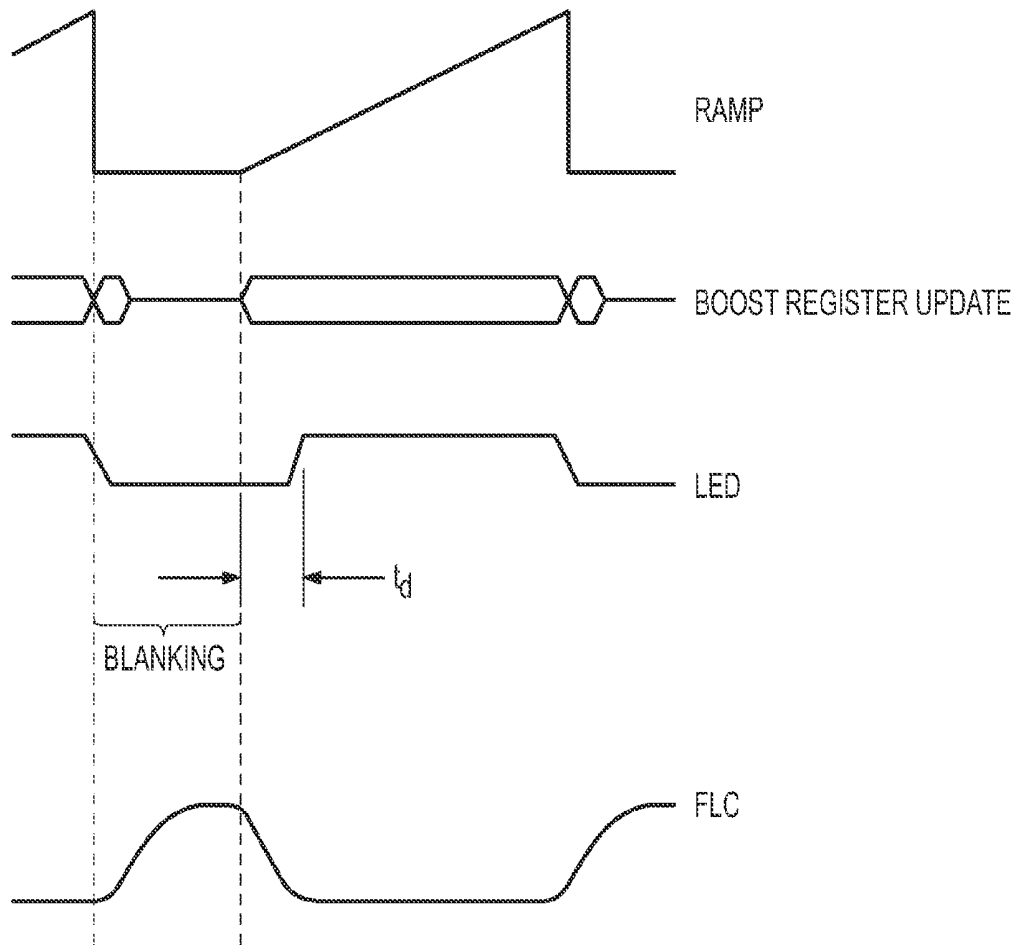 RAMP
BOOST REGISTER UPDATE
LED
td
BLANKING
FLC